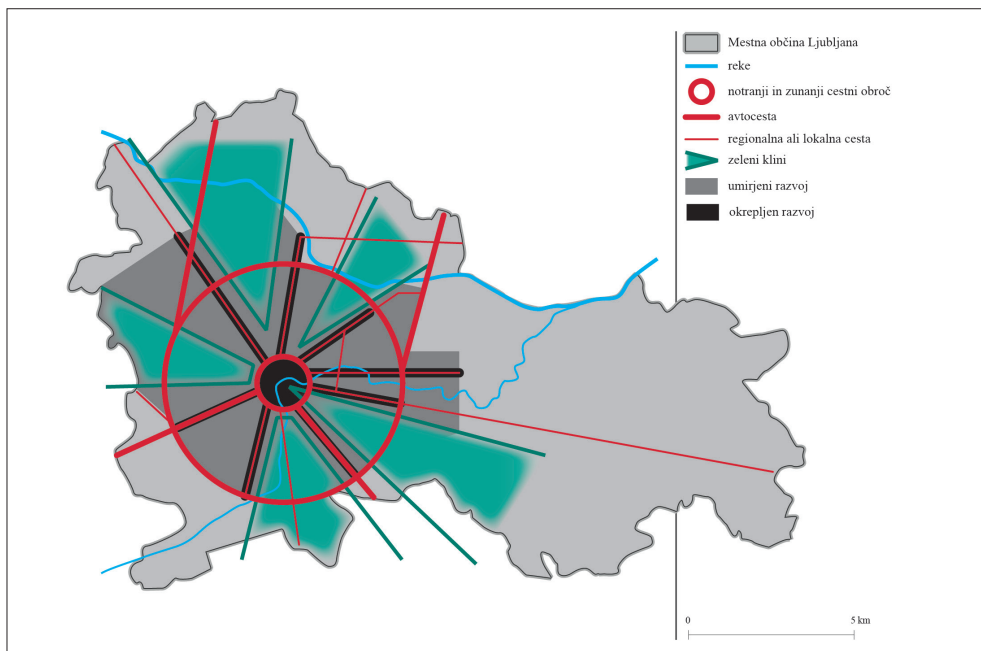 Mestna občina Ljubljana
reke
notranji in zunanji cestni obroč
avtocesta
regionalna ali lokalna cesta
zeleni klini
umirjeni razvoj
okrepljen razvoj
0 5 km